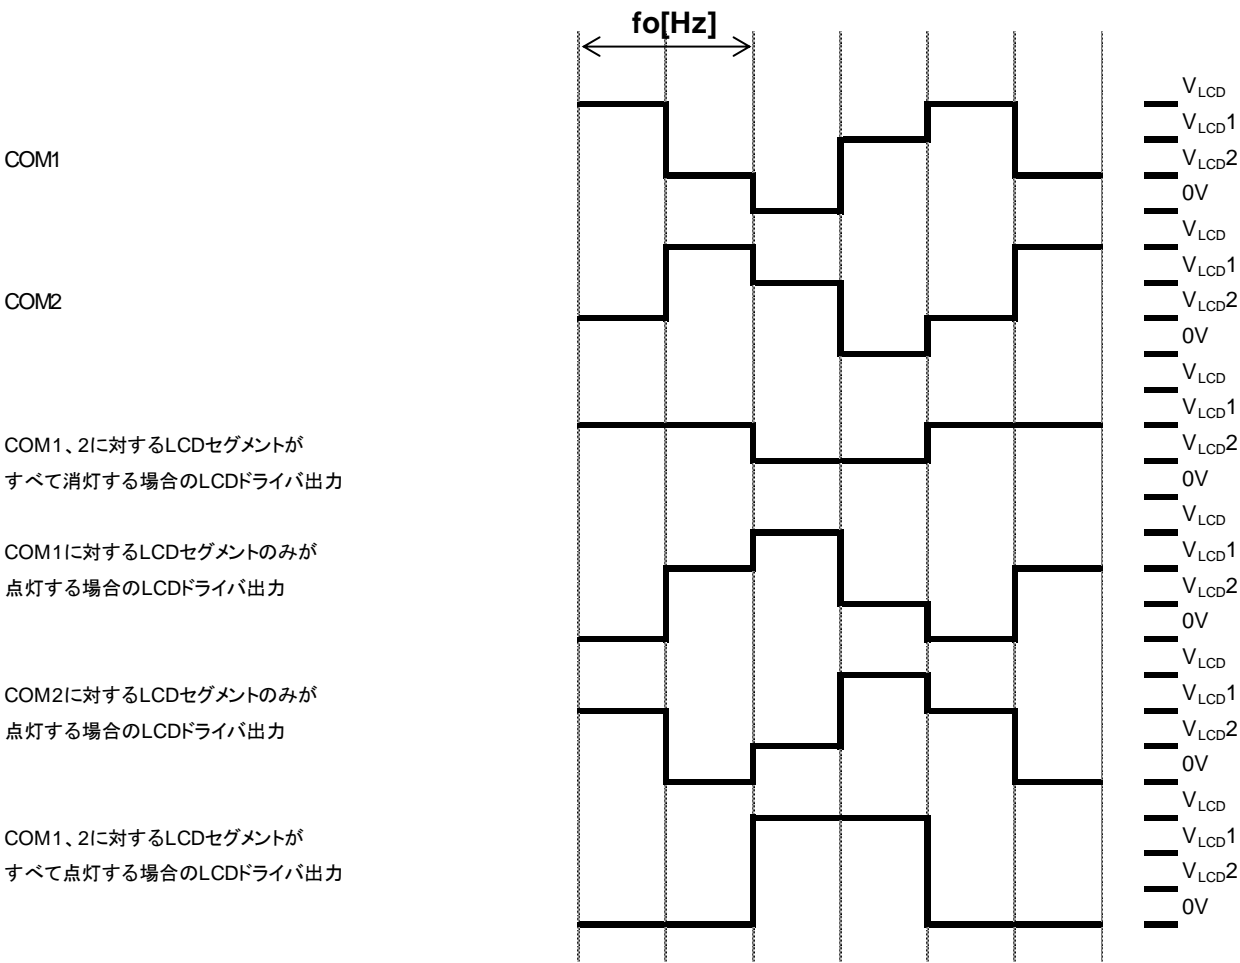 fo[Hz]
COM1
VLCD
VLCD1
VLCD2
0V
COM2
VLCD
VLCD1
VLCD2
0V
COM1、2に対するLCDセグメントが
すべて消灯する場合のLCDドライバ出力
VLCD
VLCD1
VLCD2
0V
COM1に対するLCDセグメントのみが
点灯する場合のLCDドライバ出力
VLCD
VLCD1
VLCD2
0V
COM2に対するLCDセグメントのみが
点灯する場合のLCDドライバ出力
VLCD
VLCD1
VLCD2
0V
COM1、2に対するLCDセグメントが
すべて点灯する場合のLCDドライバ出力
VLCD
VLCD1
VLCD2
0V